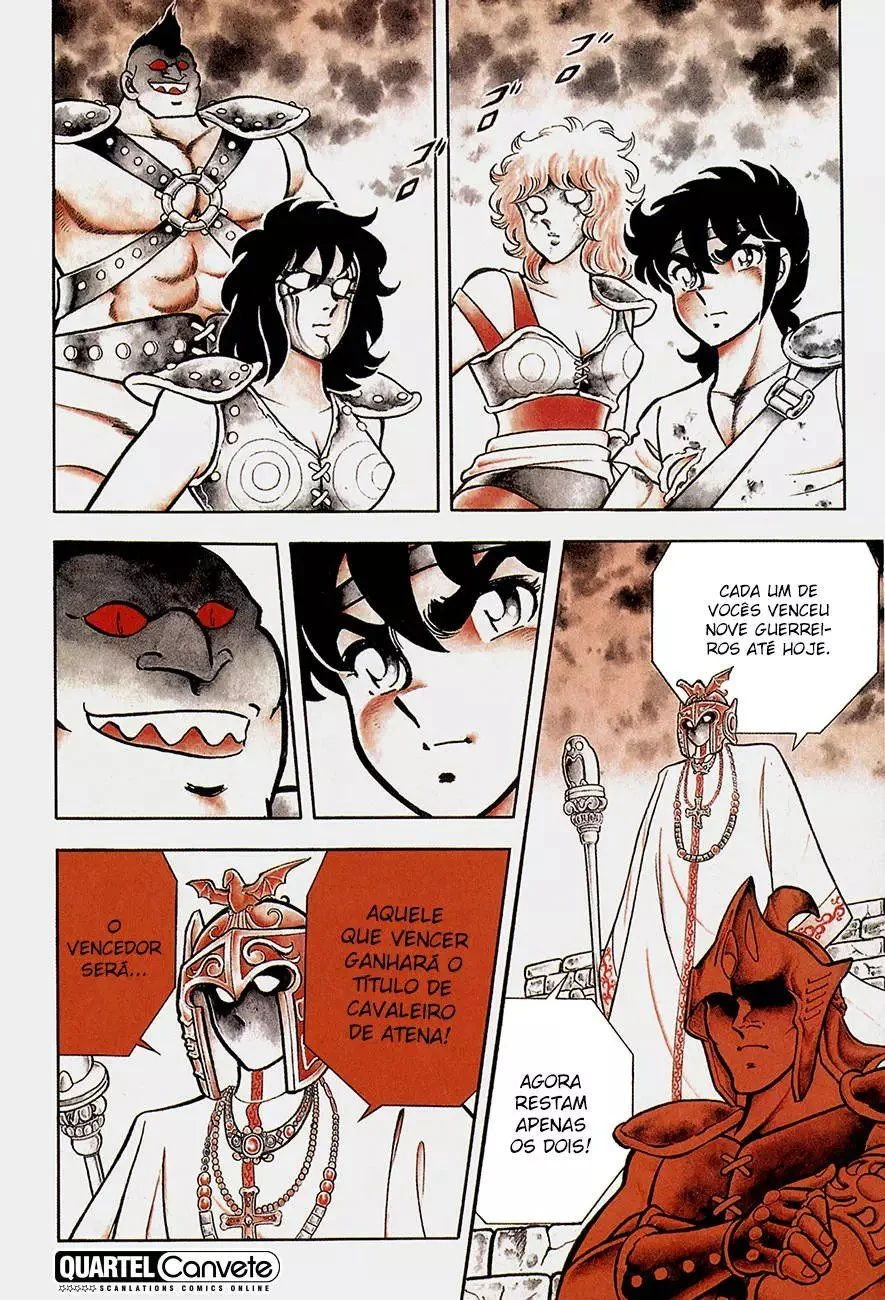 ゴゴゴ
ゴゴ
CADA UM DE
VOCÊS VENCEU
NOVE GUERREI-
ROS ATÉ HOJE.
AGORA
RESTAM
APENAS
OS DOIS!
AQUELE
QUE VENCER
GANHARÁ O
TÍTULO DE
CAVALEIRO
DE ATENA!
O
VENCEDOR
SERÁ...
QUARTEL Canvete
SCANLATIONS COMICS ONLINE